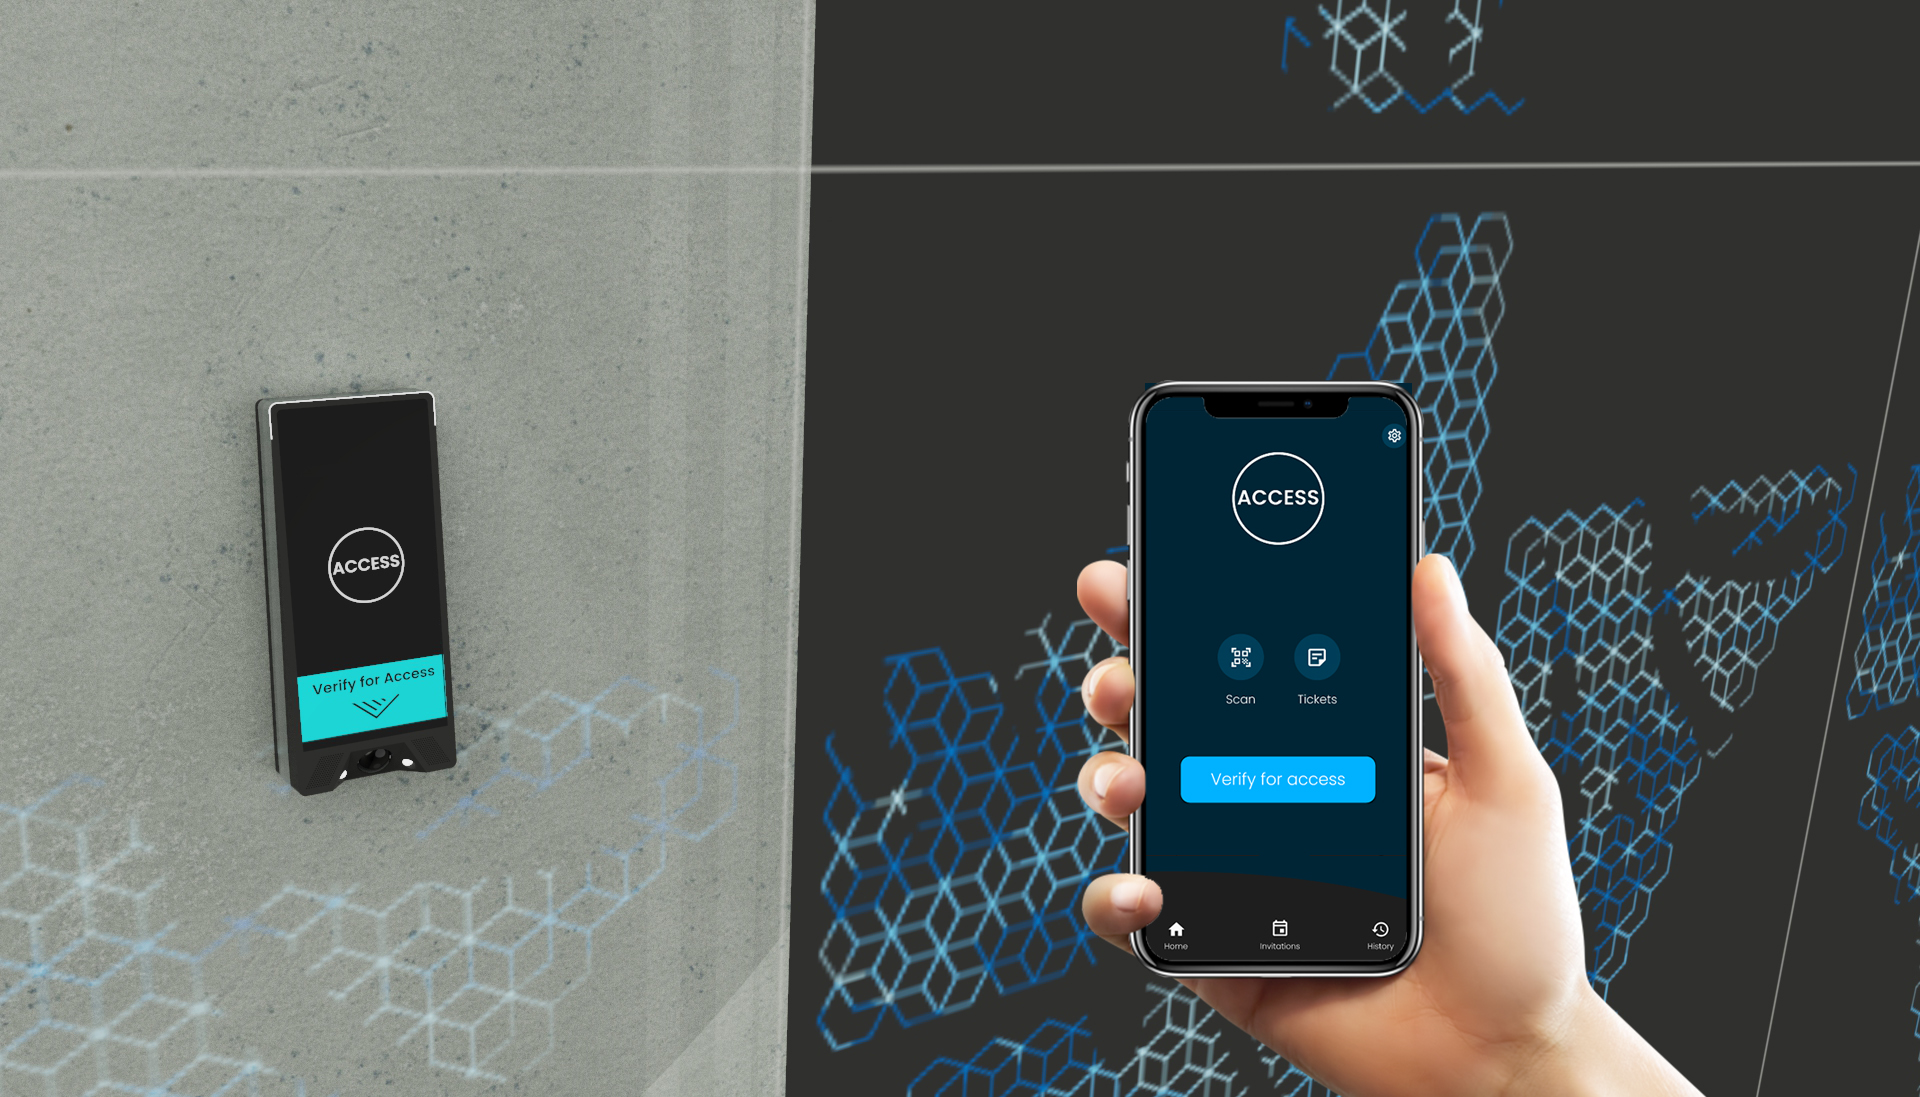 ACCESS
Verify for Access
ACCESS
Scan
Tickets
Verify for access
Home
Invitations
History